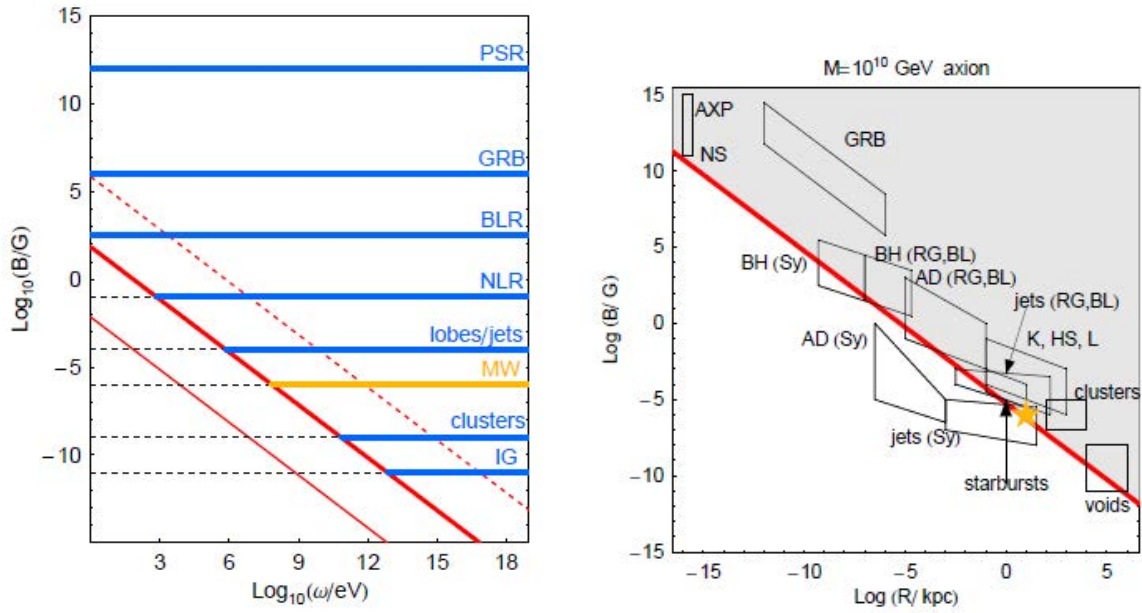 15
10
5
0
−5
−10
Log₁₀(B/G)
PSR
GRB
BLR
NLR
lobes/jets
MW
clusters
IG
3
6
9
12
15
18
Log₁₀(ω/eV)
M=10¹⁰ GeV axion
15
10
5
0
−5
−10
−15
Log (B/ G)
AXP
NS
GRB
BH (Sy)
BH (RG,BL)
AD (RG,BL)
jets (RG,BL)
AD (Sy)
K, HS, L
clusters
jets (Sy)
starbursts
voids
−15
−10
−5
0
5
Log (R/ kpc)